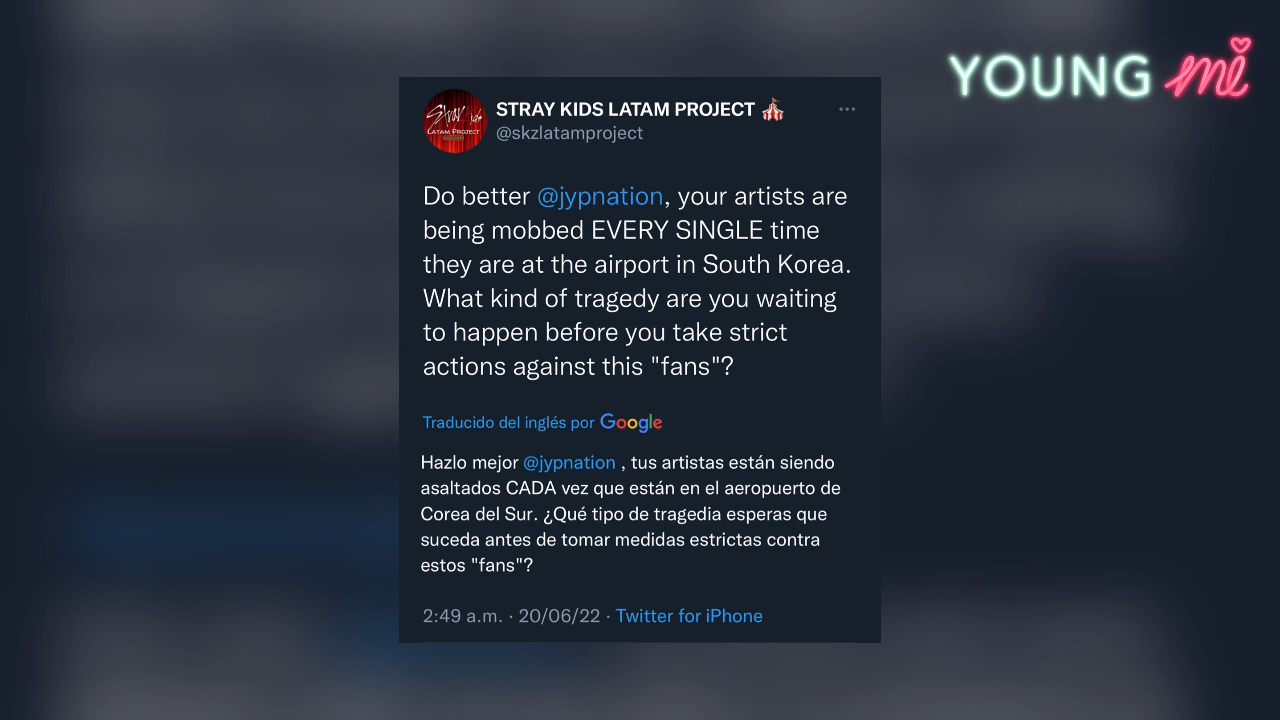 YOUNG mi
STRAY KIDS LATAM PROJECT 🎪
@skzlatamproject
Stray kids
LATAM PROJECT
Do better @jypnation, your artists are
being mobbed EVERY SINGLE time
they are at the airport in South Korea.
What kind of tragedy are you waiting
to happen before you take strict
actions against this "fans"?
Traducido del inglés por Google
Hazlo mejor @jypnation , tus artistas están siendo
asaltados CADA vez que están en el aeropuerto de
Corea del Sur. ¿Qué tipo de tragedia esperas que
suceda antes de tomar medidas estrictas contra
estos "fans"?
2:49 a.m. · 20/06/22 · Twitter for iPhone